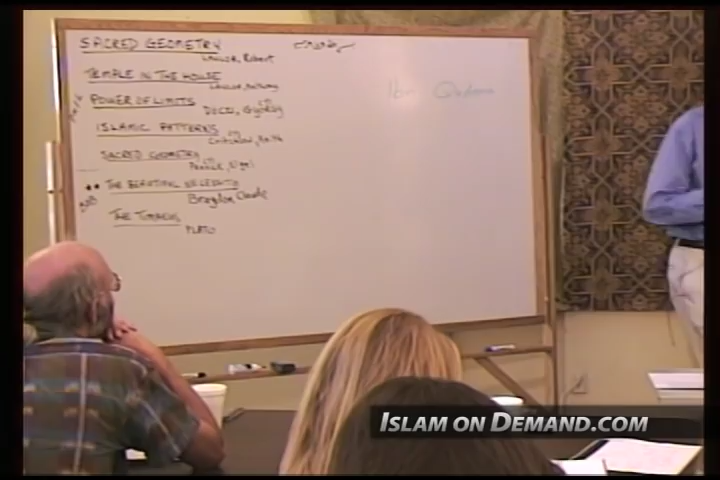 SACRED GEOMETRY
LAWLOR, Robert
TEMPLE IN THE HOUSE
LAWLOR, Anthony
POWER OF LIMITS
DOCZI, György
ISLAMIC PATTERNS
Critchlow, Keith
SACRED GEOMETRY
Pennick, Nigel
THE BEAUTIFUL NECESSITY
Bragdon, Claude
THE TIMAEUS
PLATO
ISLAM ON DEMAND.COM